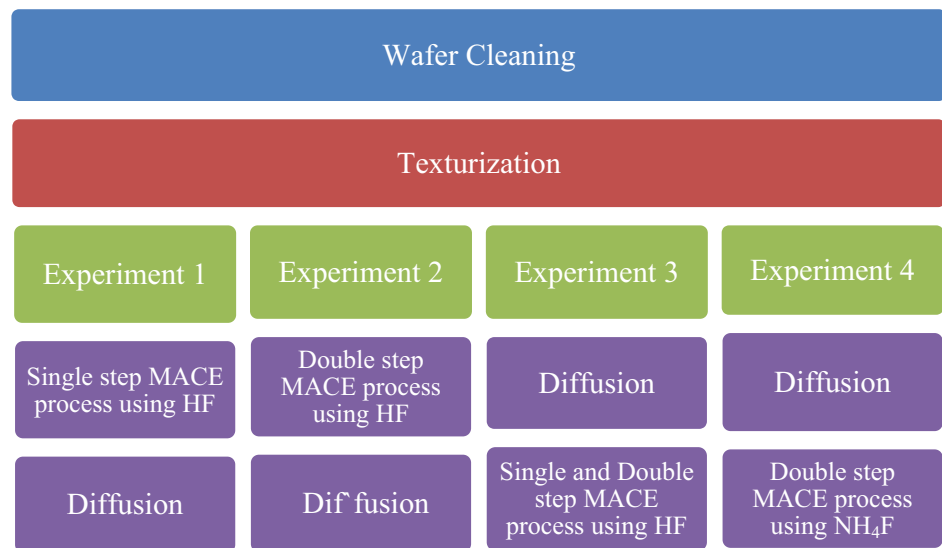 Wafer Cleaning
Texturization
Experiment 1
Experiment 2
Experiment 3
Experiment 4
Single step MACE
process using HF
Double step
MACE process
using HF
Diffusion
Diffusion
Diffusion
Dif`fusion
Single and Double
step MACE
process using HF
Double step
MACE process
using NH₄F